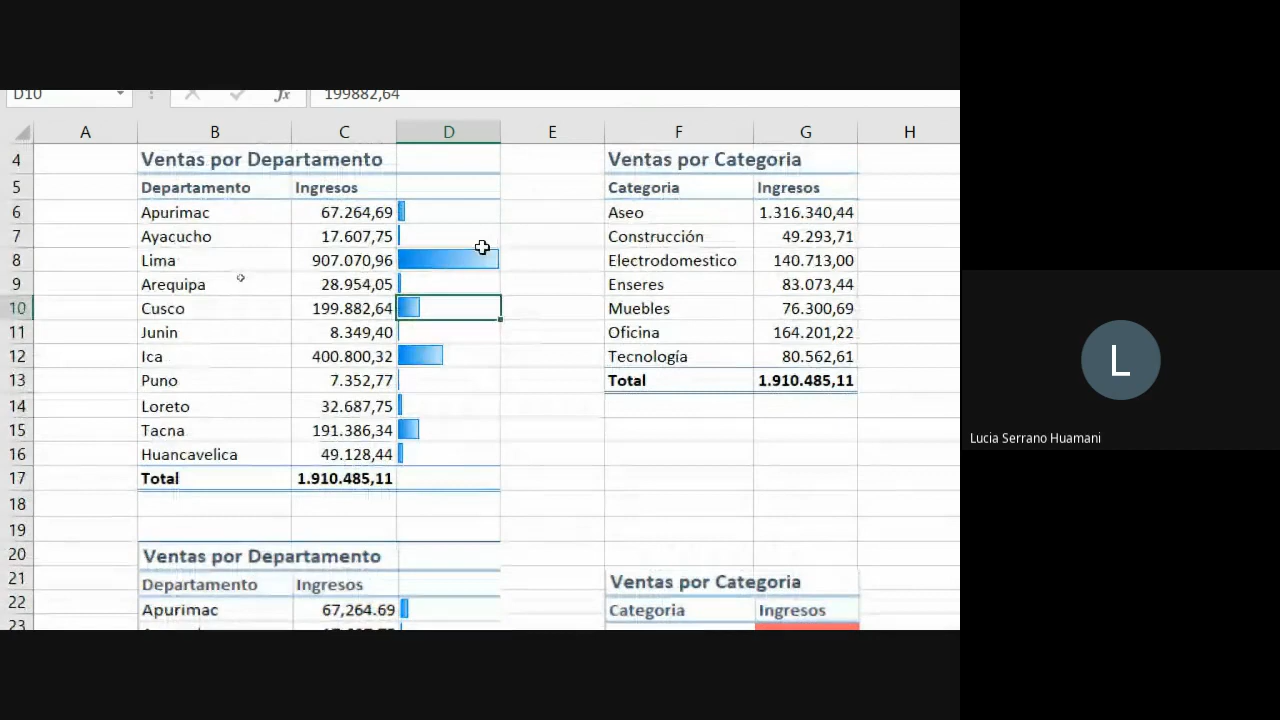 D10 fx 199882,64
A B C D E F G H
4 Ventas por Departamento Ventas por Categoria
5 Departamento Ingresos Categoria Ingresos
6 Apurimac 67.264,69 Aseo 1.316.340,44
7 Ayacucho 17.607,75 Construcción 49.293,71
8 Lima 907.070,96 Electrodomestico 140.713,00
9 Arequipa 28.954,05 Enseres 83.073,44
10 Cusco 199.882,64 Muebles 76.300,69
11 Junin 8.349,40 Oficina 164.201,22
12 Ica 400.800,32 Tecnología 80.562,61
13 Puno 7.352,77 Total 1.910.485,11
14 Loreto 32.687,75
15 Tacna 191.386,34
16 Huancavelica 49.128,44
17 Total 1.910.485,11
18
19
20 Ventas por Departamento
21 Departamento Ingresos Ventas por Categoria
22 Apurimac 67,264.69 Categoria Ingresos
23
L
Lucia Serrano Huamani